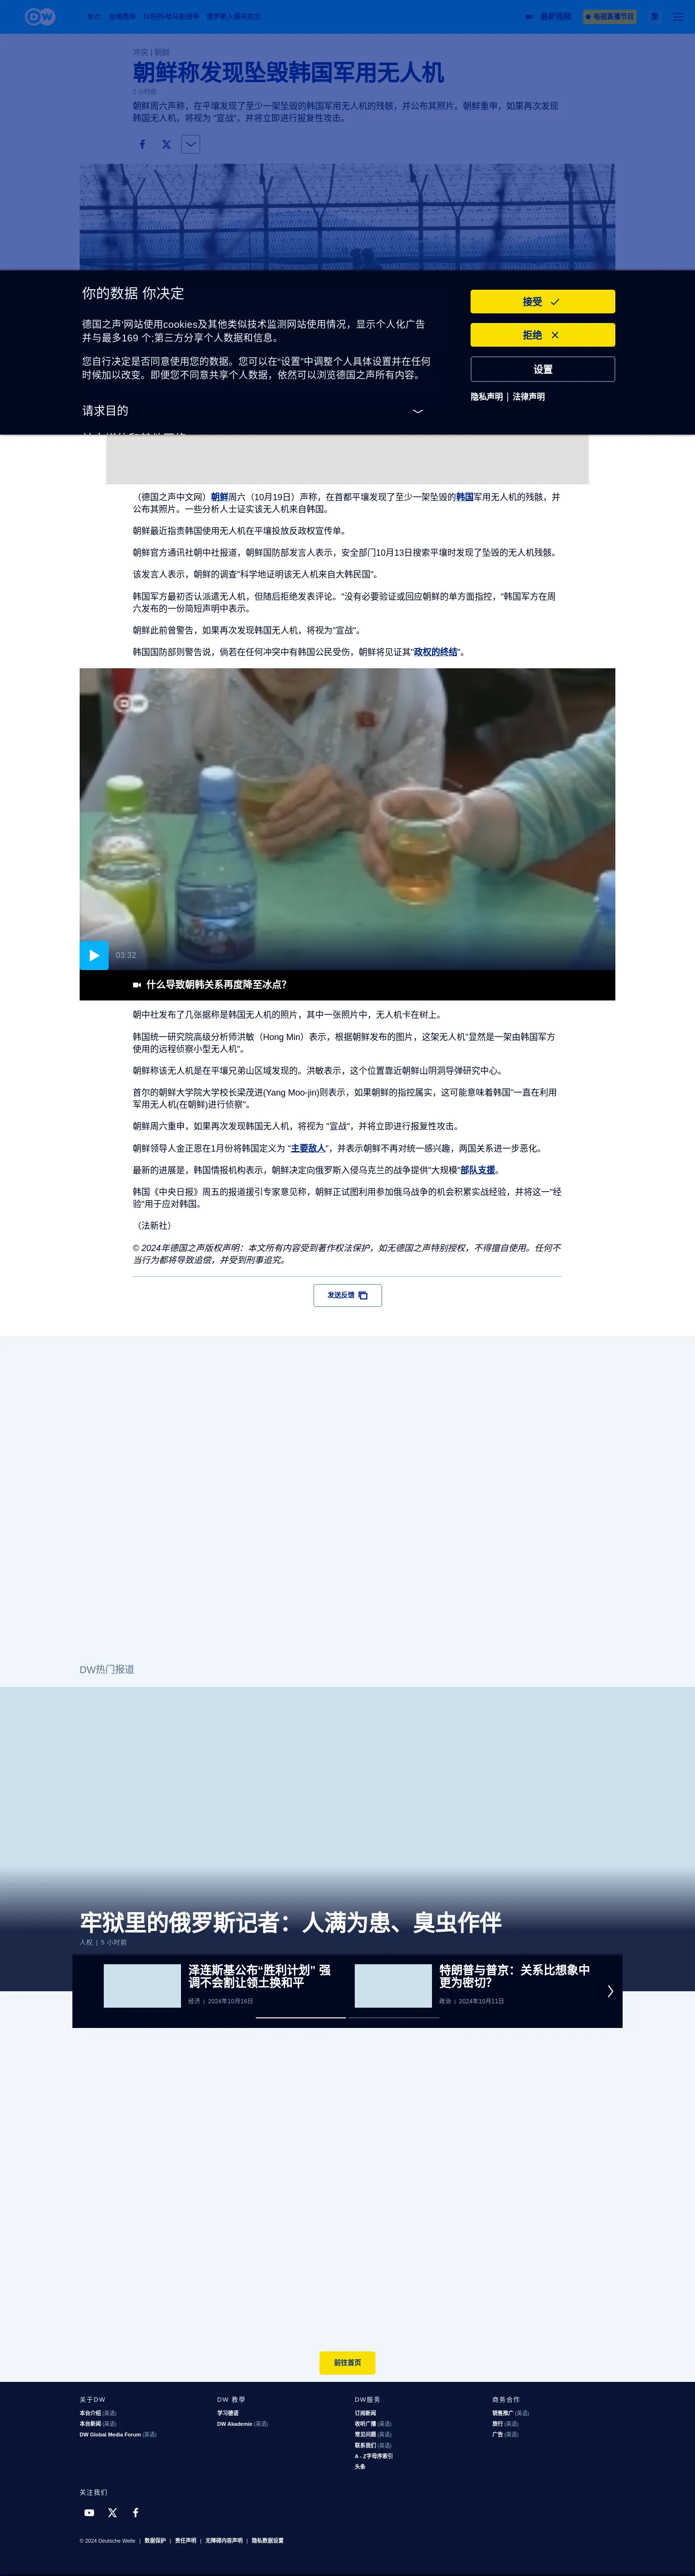 DW
焦点 台海两岸 以色列-哈马斯战争 俄罗斯入侵乌克兰
最新视频
电视直播节目
繁
冲突 | 朝鲜
朝鲜称发现坠毁韩国军用无人机
2 小时前
朝鲜周六声称，在平壤发现了至少一架坠毁的韩国军用无人机的残骸，并公布其照片。朝鲜重申，如果再次发现
韩国无人机，将视为 "宣战"，并将立即进行报复性攻击。
你的数据 你决定
接受
德国之声'网站使用cookies及其他类似技术监测网站使用情况，显示个人化广告
并与最多169 个;第三方分享个人数据和信息。
拒绝
您自行决定是否同意使用您的数据。您可以在“设置”中调整个人具体设置并在任何
时候加以改变。即便您不同意共享个人数据，依然可以浏览德国之声所有内容。
设置
隐私声明 | 法律声明
请求目的
（德国之声中文网）朝鲜周六（10月19日）声称，在首都平壤发现了至少一架坠毁的韩国军用无人机的残骸，并
公布其照片。一些分析人士证实该无人机来自韩国。
朝鲜最近指责韩国使用无人机在平壤投放反政权宣传单。
朝鲜官方通讯社朝中社报道，朝鲜国防部发言人表示，安全部门10月13日搜索平壤时发现了坠毁的无人机残骸。
该发言人表示，朝鲜的调查"科学地证明该无人机来自大韩民国"。
韩国军方最初否认派遣无人机，但随后拒绝发表评论。"没有必要验证或回应朝鲜的单方面指控，"韩国军方在周
六发布的一份简短声明中表示。
朝鲜此前曾警告，如果再次发现韩国无人机，将视为"宣战"。
韩国国防部则警告说，倘若在任何冲突中有韩国公民受伤，朝鲜将见证其"政权的终结"。
DW
03:32
什么导致朝韩关系再度降至冰点？
朝中社发布了几张据称是韩国无人机的照片，其中一张照片中，无人机卡在树上。
韩国统一研究院高级分析师洪敏（Hong Min）表示，根据朝鲜发布的图片，这架无人机"显然是一架由韩国军方
使用的远程侦察小型无人机"。
朝鲜称该无人机是在平壤兄弟山区域发现的。洪敏表示，这个位置靠近朝鲜山阴洞导弹研究中心。
首尔的朝鲜大学院大学校长梁茂进(Yang Moo-jin)则表示，如果朝鲜的指控属实，这可能意味着韩国"一直在利用
军用无人机(在朝鲜)进行侦察"。
朝鲜周六重申，如果再次发现韩国无人机，将视为 "宣战"，并将立即进行报复性攻击。
朝鲜领导人金正恩在1月份将韩国定义为 "主要敌人"，并表示朝鲜不再对统一感兴趣，两国关系进一步恶化。
最新的进展是，韩国情报机构表示，朝鲜决定向俄罗斯入侵乌克兰的战争提供"大规模"部队支援。
韩国《中央日报》周五的报道援引专家意见称，朝鲜正试图利用参加俄乌战争的机会积累实战经验，并将这一"经
验"用于应对韩国。
（法新社）
© 2024年德国之声版权声明：本文所有内容受到著作权法保护，如无德国之声特别授权，不得擅自使用。任何不
当行为都将导致追偿，并受到刑事追究。
发送反馈
DW热门报道
牢狱里的俄罗斯记者：人满为患、臭虫作伴
人权 | 5 小时前
泽连斯基公布“胜利计划” 强
调不会割让领土换和平
经济 | 2024年10月16日
特朗普与普京：关系比想象中
更为密切？
政治 | 2024年10月11日
前往首页
关于DW
本台介绍 (英语)
本台新闻 (英语)
DW Global Media Forum (英语)
DW 教學
学习德语
DW Akademie (英语)
DW服务
订阅新闻
收听广播 (英语)
常见问题 (英语)
联系我们 (英语)
A - Z字母序索引
头条
商务合作
销售推广 (英语)
旅行 (英语)
广告 (英语)
关注我们
© 2024 Deutsche Welle | 数据保护 | 责任声明 | 无障碍内容声明 | 隐私数据设置